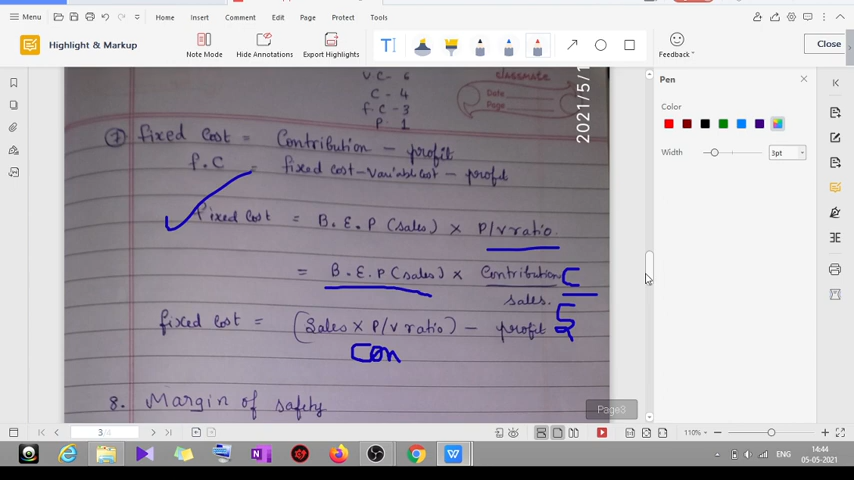 Menu Home Insert Comment Edit Page Protect Tools
Highlight & Markup
Note Mode
Hide Annotations
Export Highlights
Feedback
Close
Pen
Color
Width
3pt
V C - 6
C - 4
f.C - 3
P. 1
classmate
Date
Page
2021/5/1
7 fixed cost = Contribution - profit
f.C = fixed cost - Variable cost - profit
fixed cost = B.E.P (sales) × P/v ratio
= B.E.P (sales) × Contribution C
sales. S
fixed cost = (Sales × P/v ratio) - profit
Con
8. Margin of safety
Page3
3/4
110%
ENG
14:44
05-05-2021